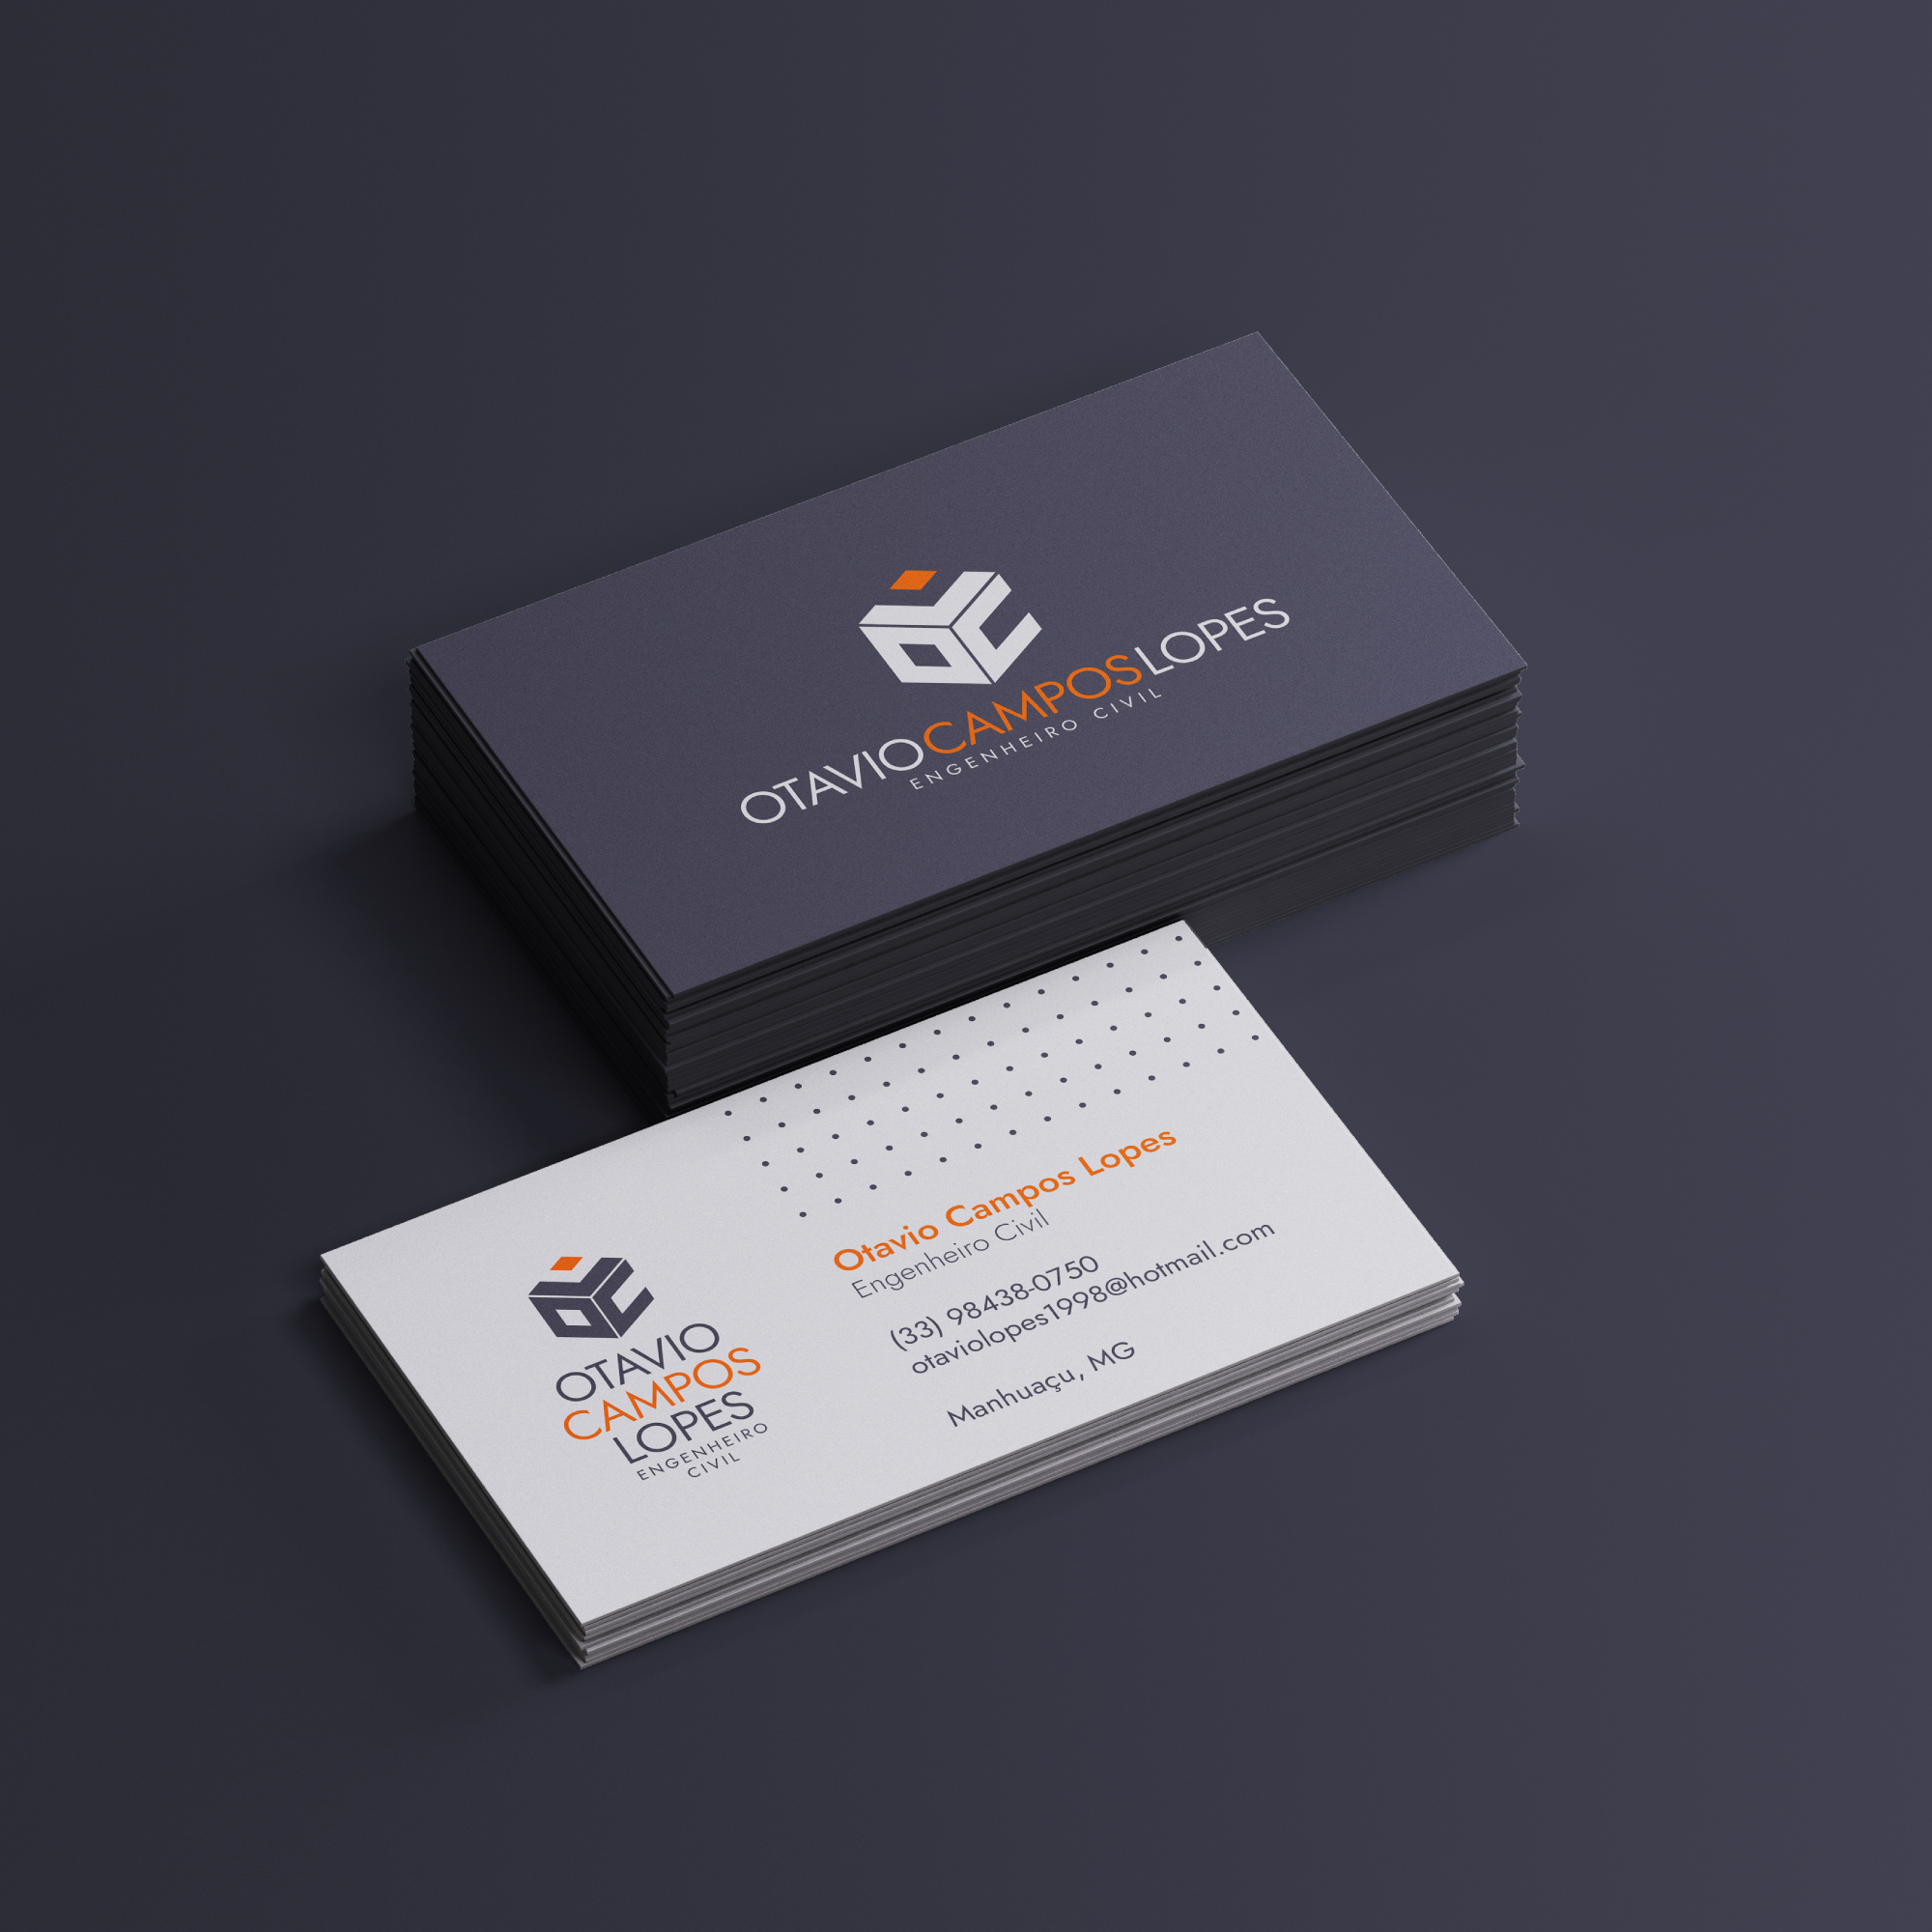 OTAVIOCAMPOSLOPES
ENGENHEIRO CIVIL
OTAVIO
CAMPOS
LOPES
ENGENHEIRO
CIVIL
Otavio Campos Lopes
Engenheiro Civil
(33) 98438-0750
otaviolopes1998@hotmail.com
Manhuaçu, MG